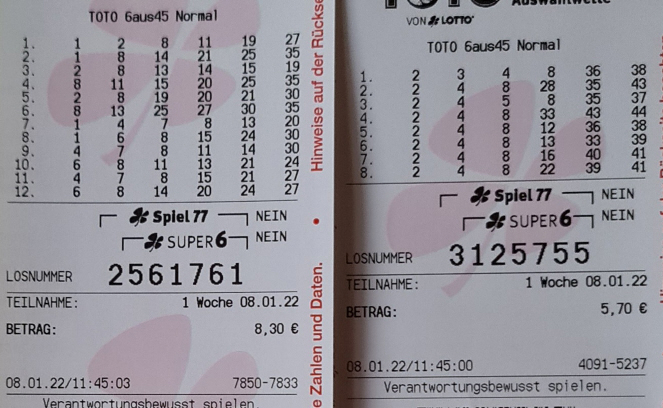 TOTO 6aus45 Normal
1. 1 2 8 11 19 27
2. 1 8 14 21 25 35
3. 2 8 13 14 15 19
4. 8 11 15 20 25 35
5. 2 8 19 20 21 30
6. 8 13 25 27 30 35
7. 1 4 7 8 13 20
8. 1 6 8 15 24 30
9. 4 7 8 11 14 30
10. 6 8 11 13 21 24
11. 4 7 8 15 21 27
12. 6 8 14 20 24 27
Spiel 77 NEIN
SUPER 6 NEIN
LOSNUMMER 2561761
TEILNAHME: 1 Woche 08.01.22
BETRAG: 8,30 €
08.01.22/11:45:03 7850-7833
Verantwortungsbewusst spielen.
Hinweise auf der Rückse
e Zahlen und Daten.
TOTO Auswahlwette
VON LOTTO
TOTO 6aus45 Normal
1. 2 3 4 8 36 38
2. 2 4 8 28 35 43
3. 2 4 5 8 35 37
4. 2 4 8 33 43 44
5. 2 4 8 12 36 38
6. 2 4 8 13 33 39
7. 2 4 8 16 40 41
8. 2 4 8 22 39 41
Spiel 77 NEIN
SUPER 6 NEIN
LOSNUMMER 3125755
TEILNAHME: 1 Woche 08.01.22
BETRAG: 5,70 €
08.01.22/11:45:00 4091-5237
Verantwortungsbewusst spielen.